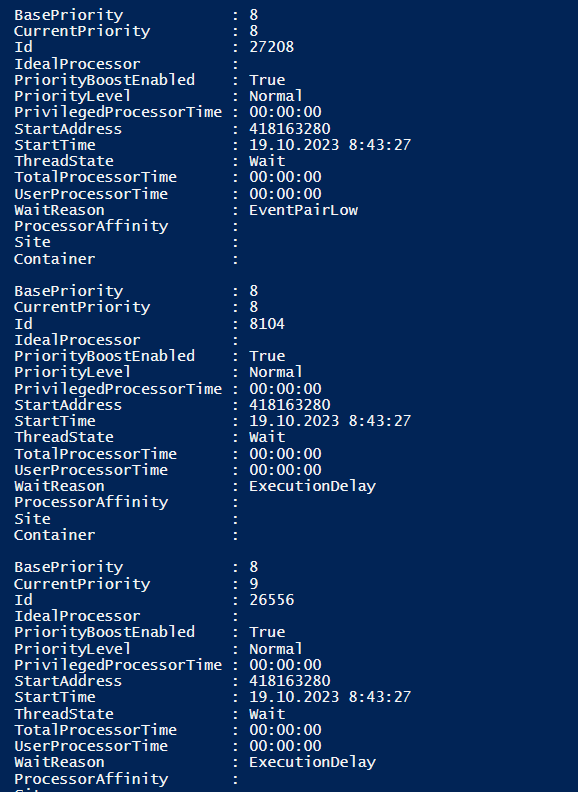 BasePriority : 8
CurrentPriority : 8
Id : 27208
IdealProcessor :
PriorityBoostEnabled : True
PriorityLevel : Normal
PrivilegedProcessorTime : 00:00:00
StartAddress : 418163280
StartTime : 19.10.2023 8:43:27
ThreadState : Wait
TotalProcessorTime : 00:00:00
UserProcessorTime : 00:00:00
WaitReason : EventPairLow
ProcessorAffinity :
Site :
Container :
BasePriority : 8
CurrentPriority : 8
Id : 8104
IdealProcessor :
PriorityBoostEnabled : True
PriorityLevel : Normal
PrivilegedProcessorTime : 00:00:00
StartAddress : 418163280
StartTime : 19.10.2023 8:43:27
ThreadState : Wait
TotalProcessorTime : 00:00:00
UserProcessorTime : 00:00:00
WaitReason : ExecutionDelay
ProcessorAffinity :
Site :
Container :
BasePriority : 8
CurrentPriority : 9
Id : 26556
IdealProcessor :
PriorityBoostEnabled : True
PriorityLevel : Normal
PrivilegedProcessorTime : 00:00:00
StartAddress : 418163280
StartTime : 19.10.2023 8:43:27
ThreadState : Wait
TotalProcessorTime : 00:00:00
UserProcessorTime : 00:00:00
WaitReason : ExecutionDelay
ProcessorAffinity :